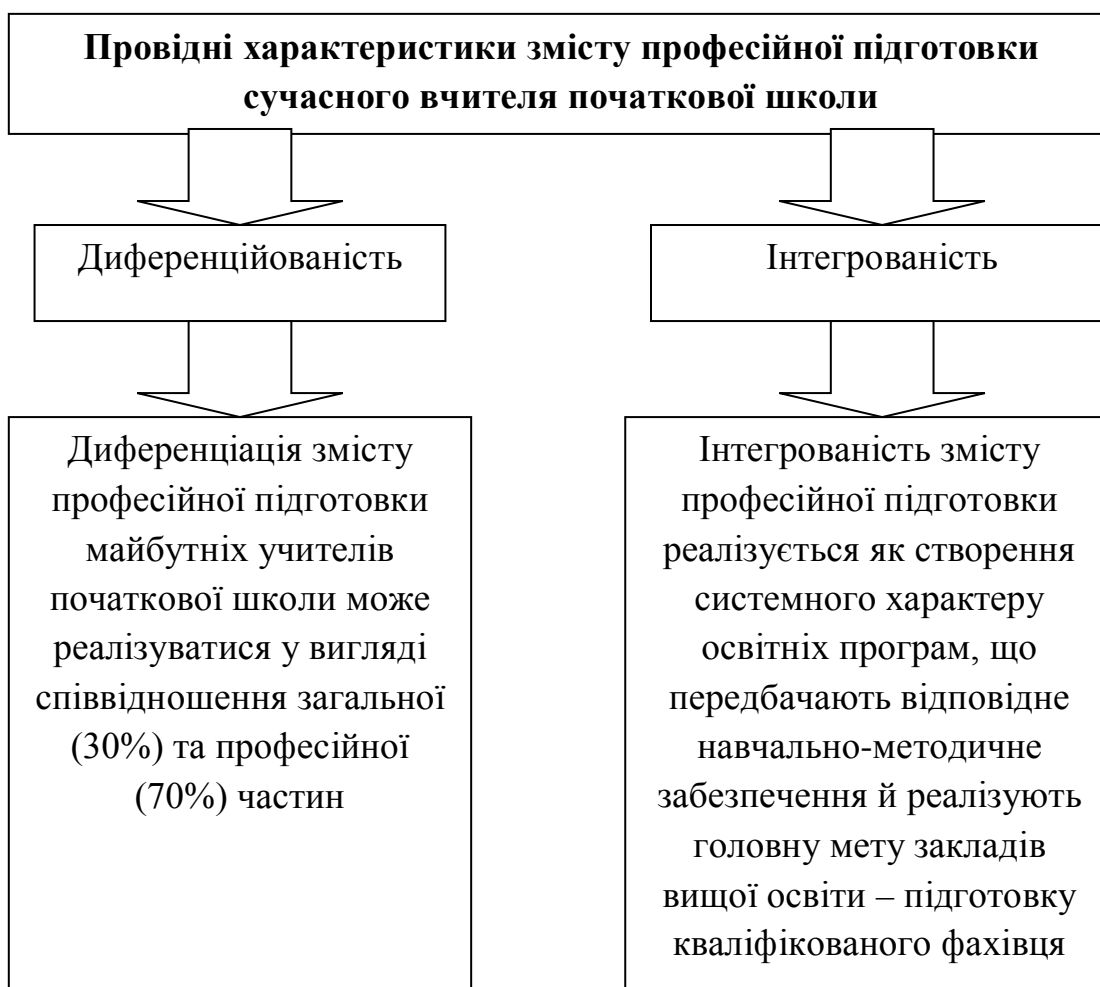 Провідні характеристики змісту професійної підготовки
сучасного вчителя початкової школи
Диференційованість
Інтегрованість
Диференціація змісту
професійної підготовки
майбутніх учителів
початкової школи може
реалізуватися у вигляді
співвідношення загальної
(30%) та професійної
(70%) частин
Інтегрованість змісту
професійної підготовки
реалізується як створення
системного характеру
освітніх програм, що
передбачають відповідне
навчально-методичне
забезпечення й реалізують
головну мету закладів
вищої освіти – підготовку
кваліфікованого фахівця